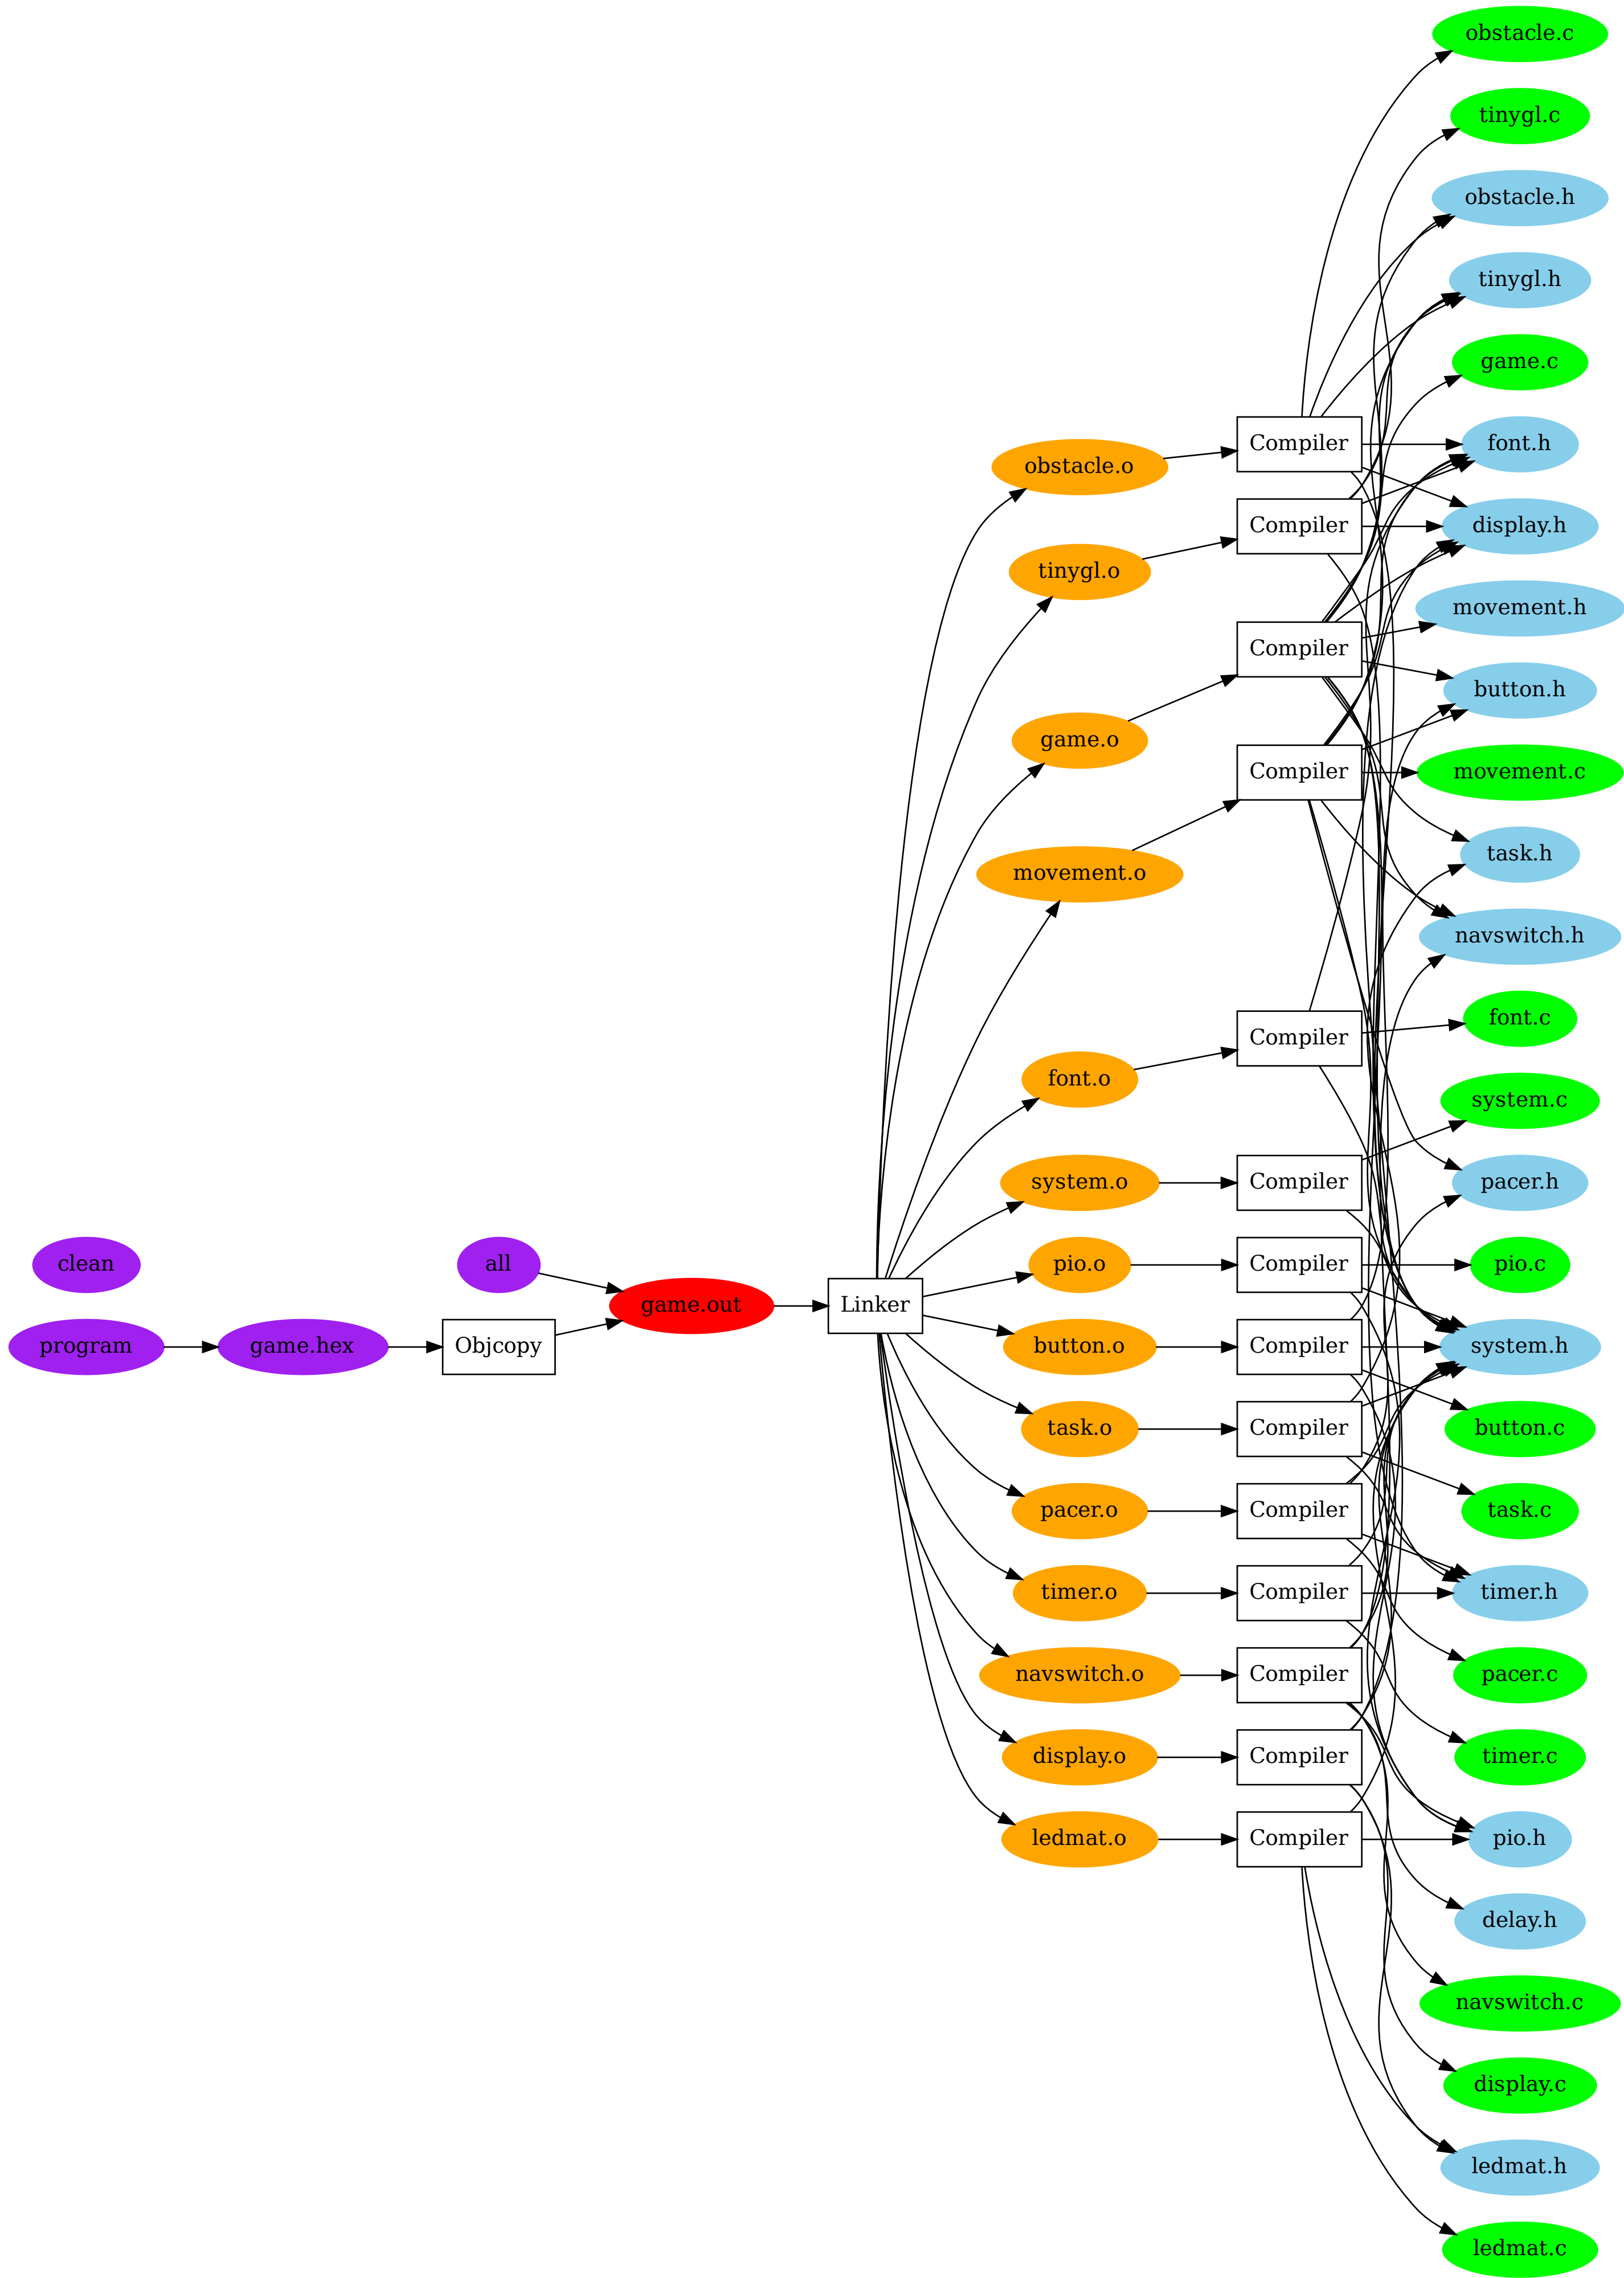 clean
program
game.hex
all
Objcopy
game.out
Linker
obstacle.o
tinygl.o
game.o
movement.o
font.o
system.o
pio.o
button.o
task.o
pacer.o
timer.o
navswitch.o
display.o
ledmat.o
Compiler
Compiler
Compiler
Compiler
Compiler
Compiler
Compiler
Compiler
Compiler
Compiler
Compiler
Compiler
Compiler
Compiler
obstacle.c
tinygl.c
obstacle.h
tinygl.h
game.c
font.h
display.h
movement.h
button.h
movement.c
task.h
navswitch.h
font.c
system.c
pacer.h
pio.c
system.h
button.c
task.c
timer.h
pacer.c
timer.c
pio.h
delay.h
navswitch.c
display.c
ledmat.h
ledmat.c